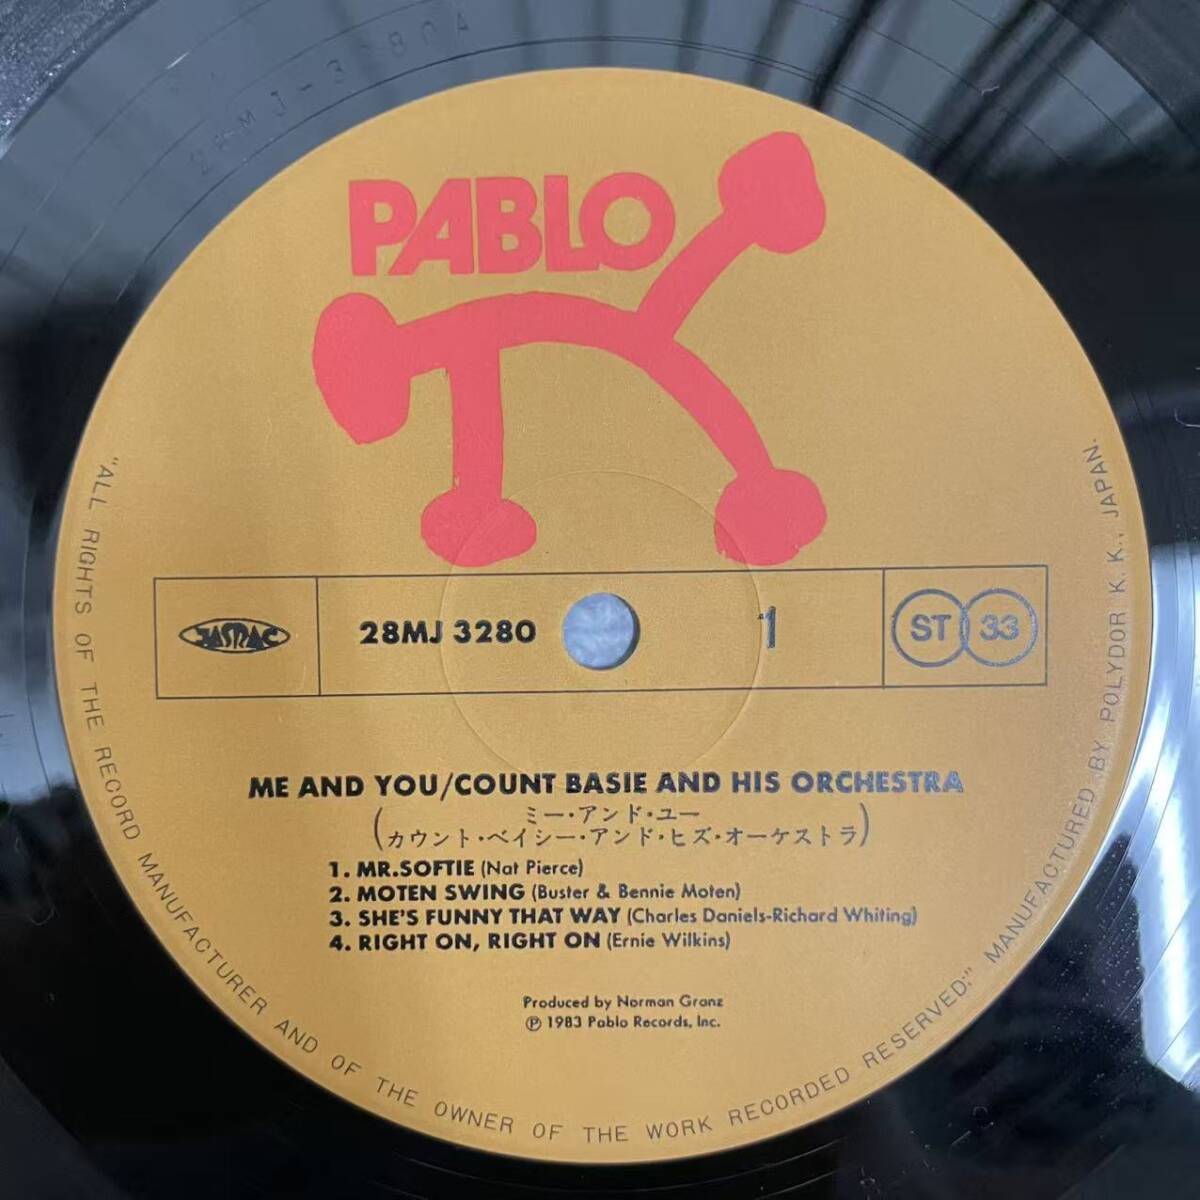 28MJ-3280A
PABLO
JASRAC
28MJ 3280
1
ST
33
ME AND YOU/COUNT BASIE AND HIS ORCHESTRA
(ミー・アンド・ユー
カウント・ベイシー・アンド・ヒズ・オーケストラ)
1. MR.SOFTIE (Nat Pierce)
2. MOTEN SWING (Buster & Bennie Moten)
3. SHE'S FUNNY THAT WAY (Charles Daniels-Richard Whiting)
4. RIGHT ON, RIGHT ON (Ernie Wilkins)
Produced by Norman Granz
℗ 1983 Pablo Records, Inc.
"ALL RIGHTS OF THE RECORD MANUFACTURER AND OF THE OWNER OF THE WORK RECORDED RESERVED;" MANUFACTURED BY POLYDOR K.K., JAPAN.